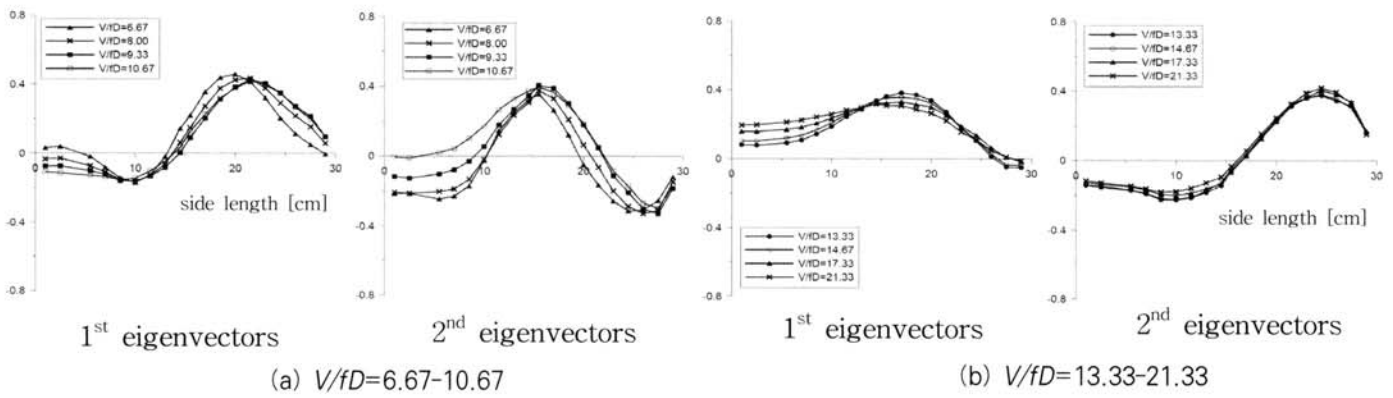 0.8
V/fD=6.67
V/fD=8.00
V/fD=9.33
V/fD=10.67
0.4
0
0 10 20 30
-0.4
side length [cm]
-0.8
1st eigenvectors
0.8
V/fD=6.67
V/fD=8.00
V/fD=9.33
V/fD=10.67
0.4
0
0 10 20 30
-0.4
-0.8
2nd eigenvectors
(a) V/fD=6.67-10.67
0.8
0.4
0
0 10 20 30
-0.4
V/fD=13.33
V/fD=14.67
V/fD=17.33
V/fD=21.33
-0.8
1st eigenvectors
0.8
V/fD=13.33
V/fD=14.67
V/fD=17.33
V/fD=21.33
0.4
0
0 10 20 30
side length [cm]
-0.4
-0.8
2nd eigenvectors
(b) V/fD=13.33-21.33